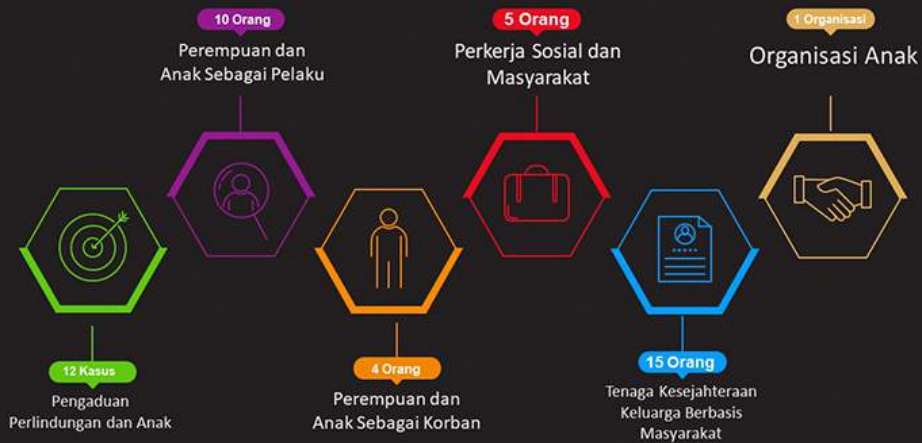 10 Orang
Perempuan dan
Anak Sebagai Pelaku
5 Orang
Perkerja Sosial dan
Masyarakat
1 Organisasi
Organisasi Anak
12 Kasus
Pengaduan
Perlindungan dan Anak
4 Orang
Perempuan dan
Anak Sebagai Korban
15 Orang
Tenaga Kesejahteraan
Keluarga Berbasis
Masyarakat